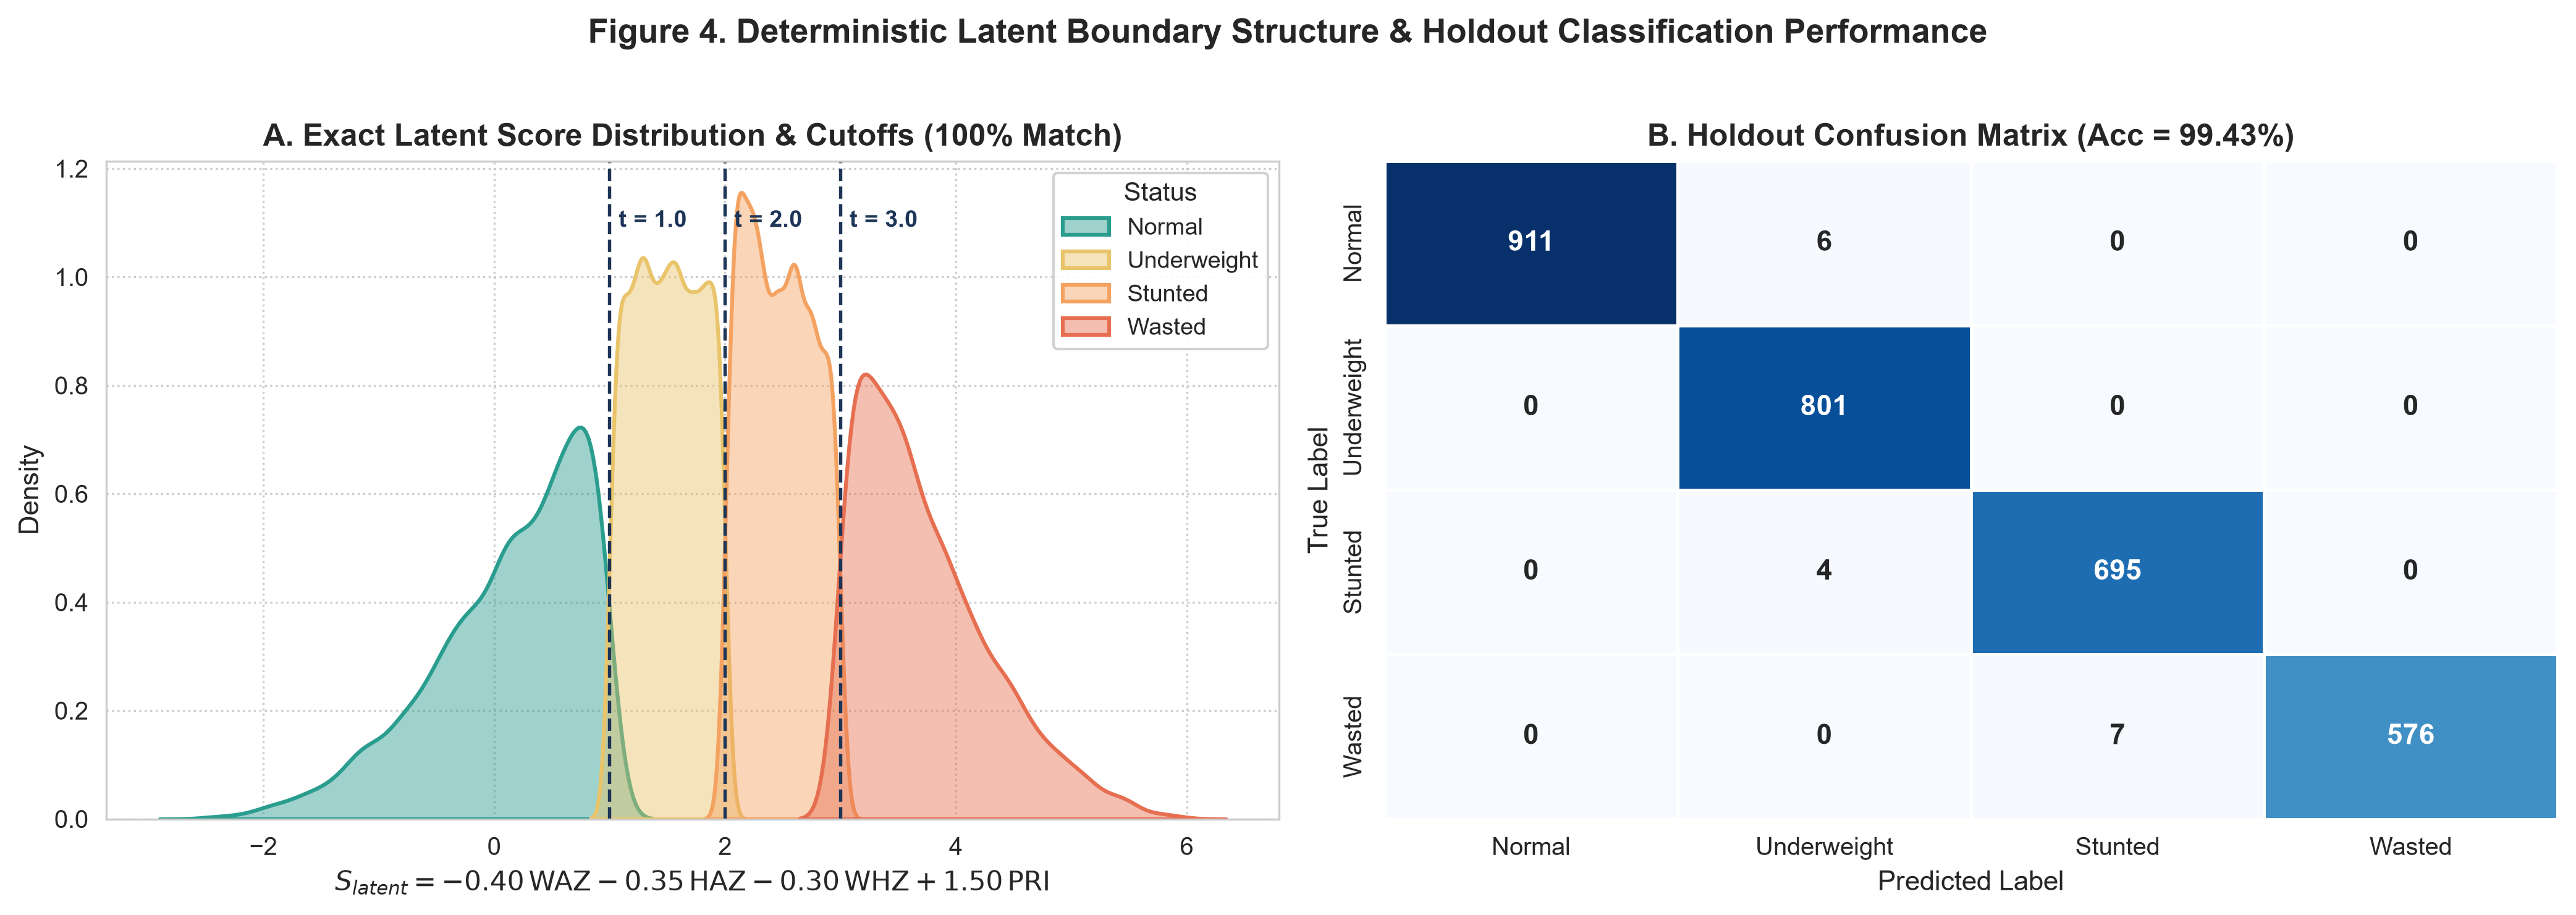 Figure 4. Deterministic Latent Boundary Structure & Holdout Classification Performance
A. Exact Latent Score Distribution & Cutoffs (100% Match)
1.2
1.0
0.8
0.6
0.4
0.2
0.0
Density
t = 1.0
t = 2.0
t = 3.0
Status
Normal
Underweight
Stunted
Wasted
−2
0
2
4
6
S_latent = −0.40 WAZ − 0.35 HAZ − 0.30 WHZ + 1.50 PRI
B. Holdout Confusion Matrix (Acc = 99.43%)
True Label
Normal
911 6 0 0
Underweight
0 801 0 0
Stunted
0 4 695 0
Wasted
0 0 7 576
Normal Underweight Stunted Wasted
Predicted Label